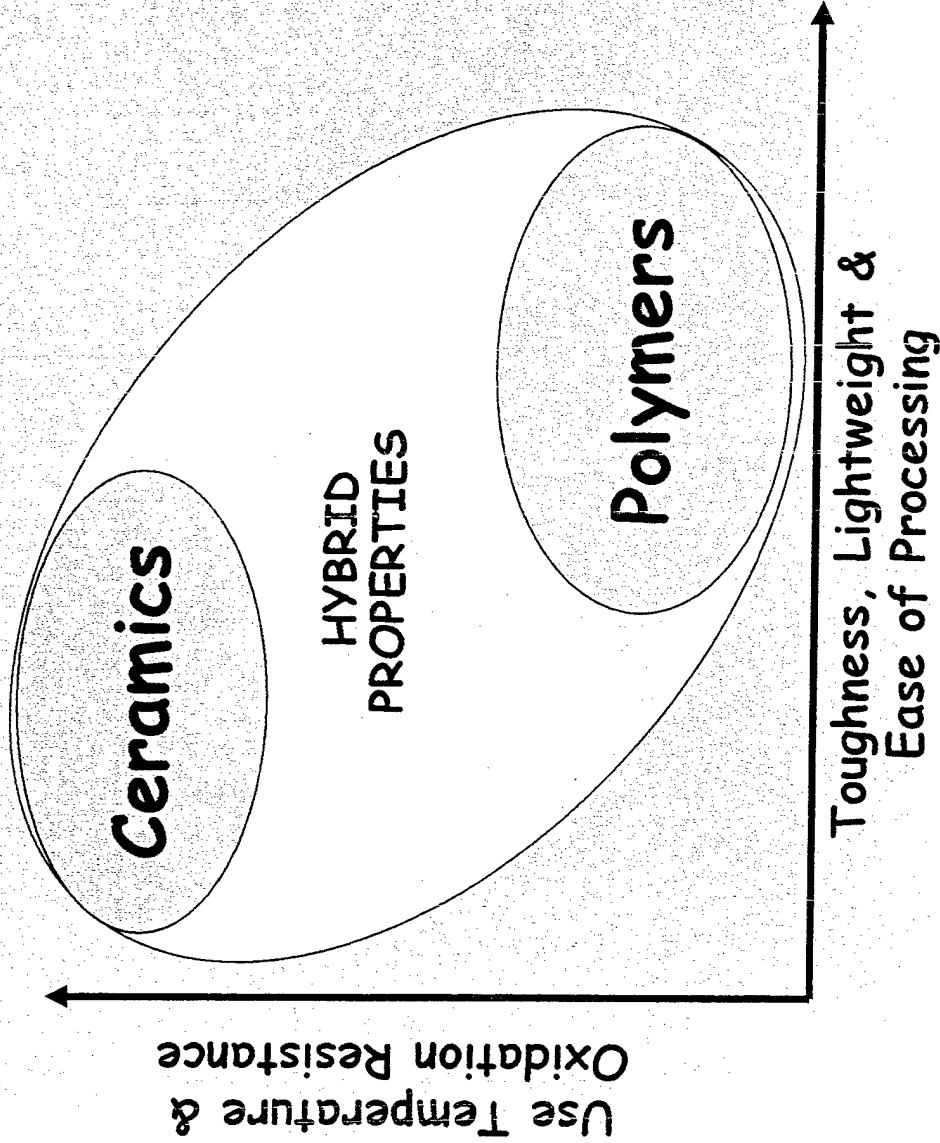 Use Temperature &
Oxidation Resistance
Ceramics
HYBRID
PROPERTIES
Polymers
Toughness, Lightweight &
Ease of Processing